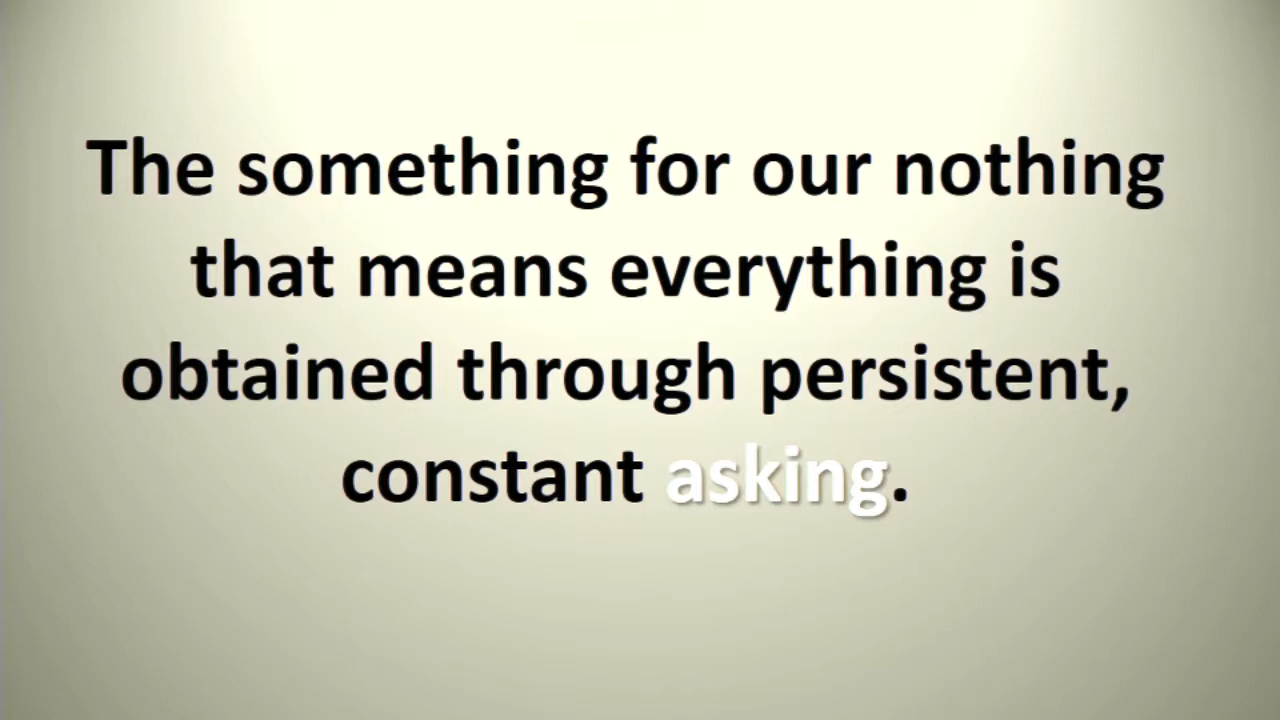 The something for our nothing
that means everything is
obtained through persistent,
constant asking.